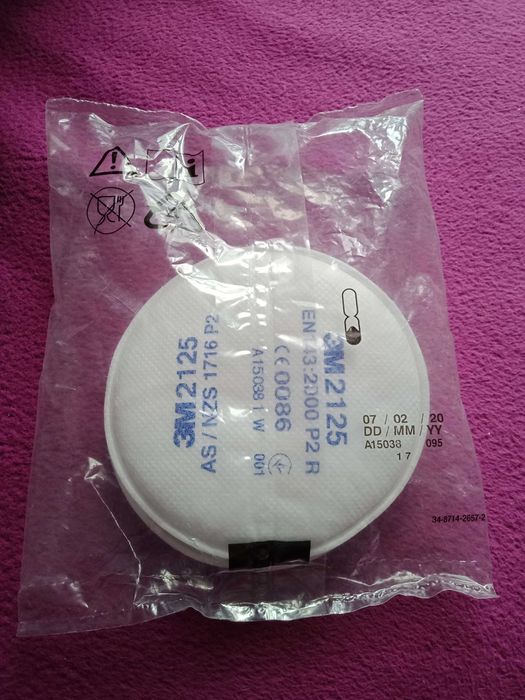 3M 2125
AS / NZS 1716 P2
A15038 1 W 001
CE 0086
EN 143:2000 P2 R
3M 2125
07 / 02 / 20
DD / MM / YY
A15038 095
1 7
34-8714-2657-2